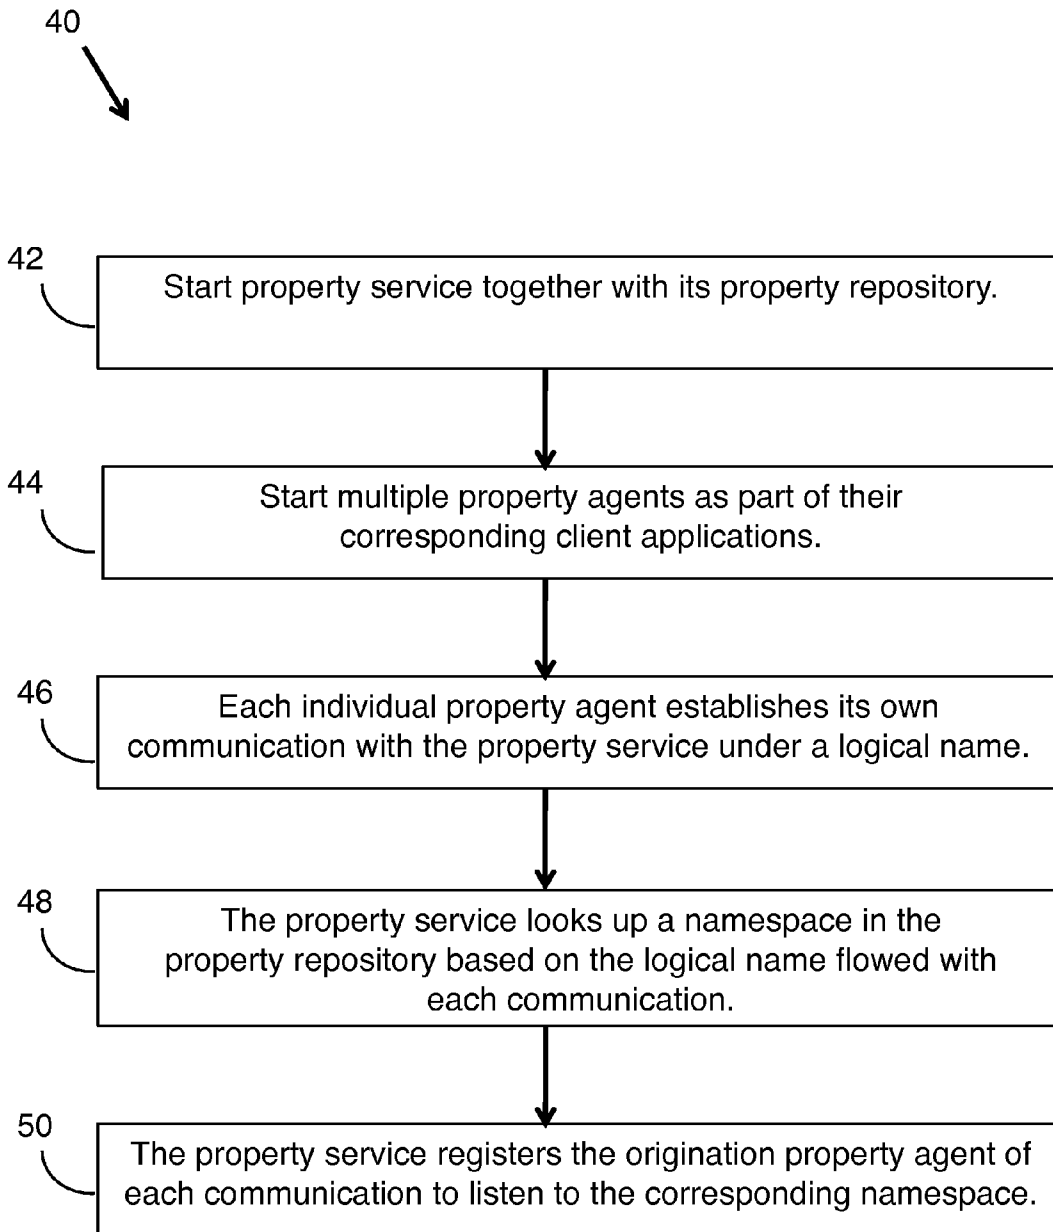 40
42
Start property service together with its property repository.
44
Start multiple property agents as part of their
corresponding client applications.
46
Each individual property agent establishes its own
communication with the property service under a logical name.
48
The property service looks up a namespace in the
property repository based on the logical name flowed with
each communication.
50
The property service registers the origination property agent of
each communication to listen to the corresponding namespace.